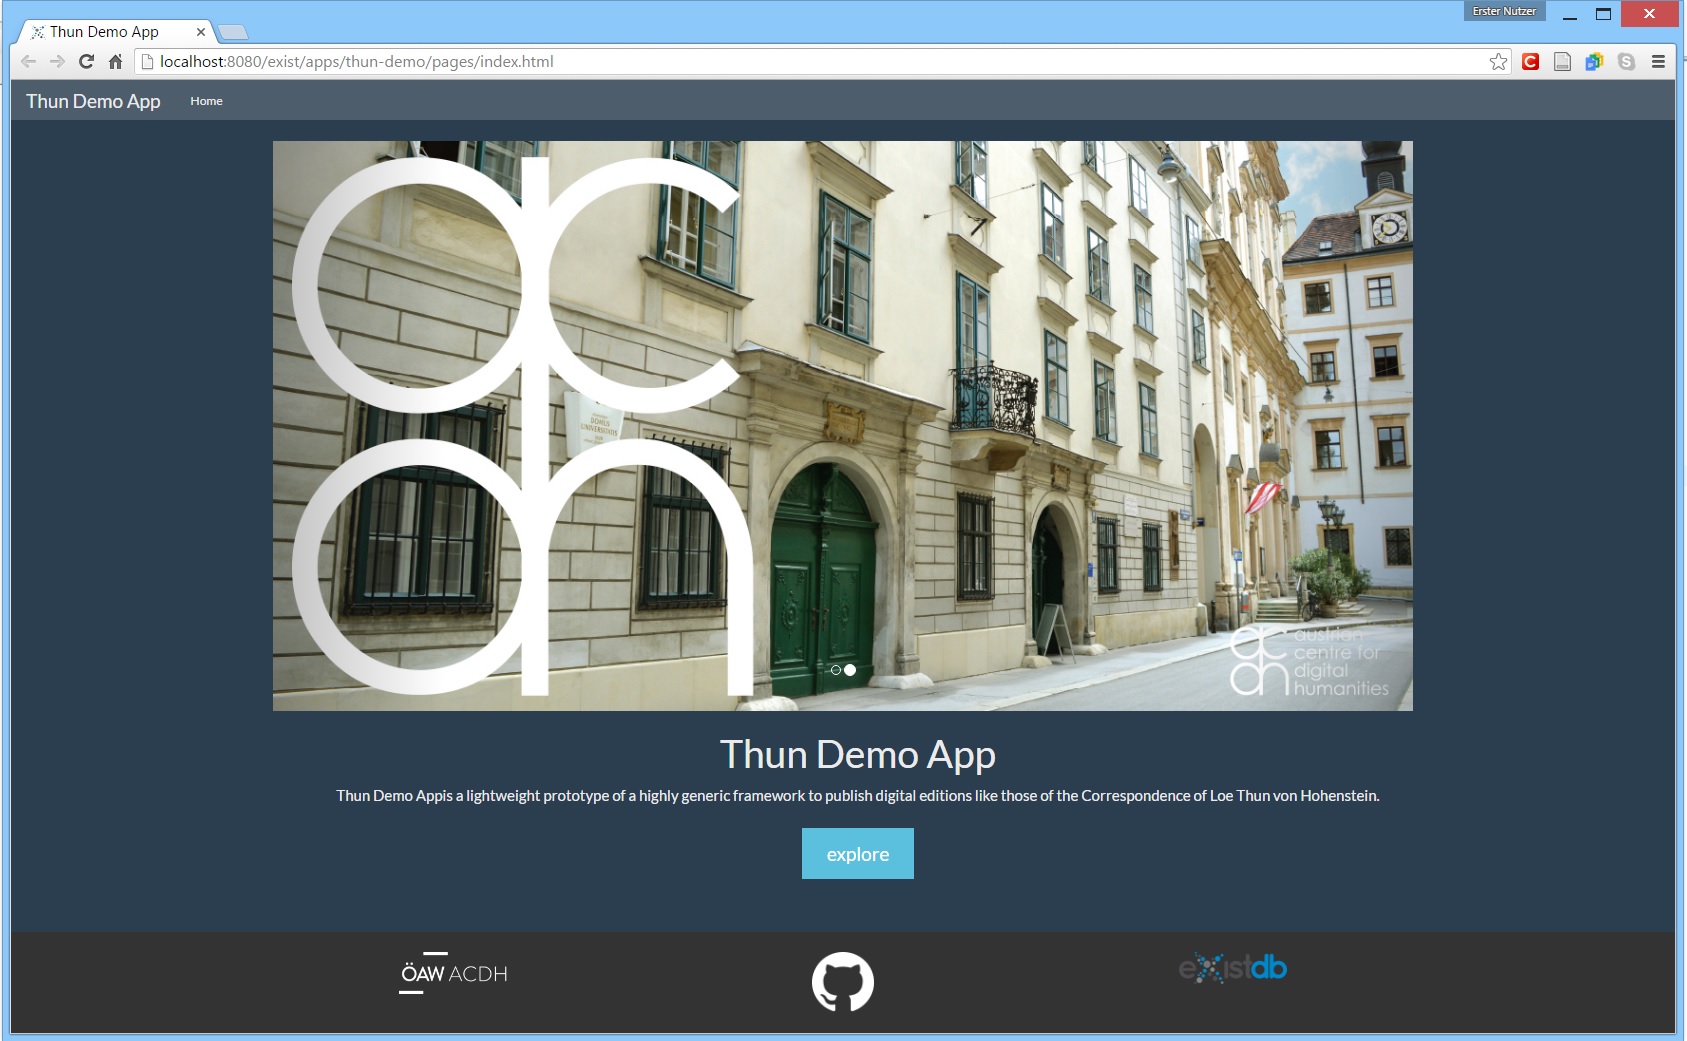 Erster Nutzer
Thun Demo App
localhost:8080/exist/apps/thun-demo/pages/index.html
Thun Demo App Home
ac
dh
DOMUS
UNIVERSITATIS
austrian
centre for
digital
humanities
Thun Demo App
Thun Demo Appis a lightweight prototype of a highly generic framework to publish digital editions like those of the Correspondence of Loe Thun von Hohenstein.
explore
ÖAW ACDH
eXistdb